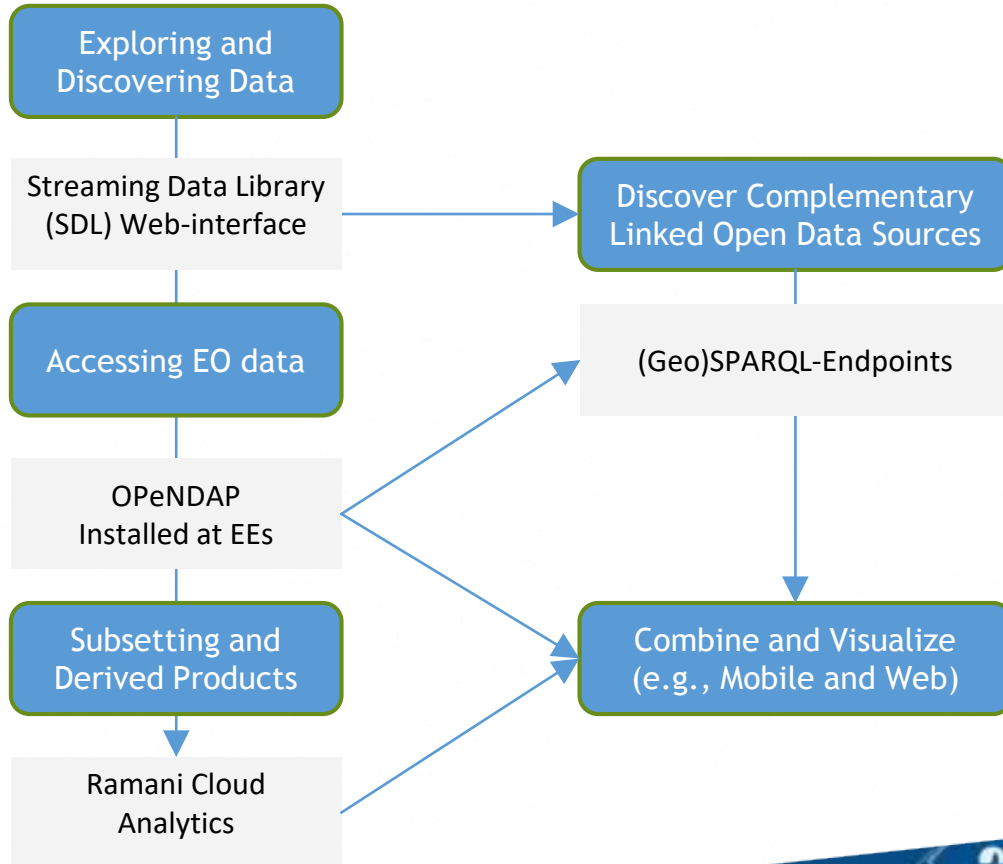 Exploring and
Discovering Data
Streaming Data Library
(SDL) Web-interface
Discover Complementary
Linked Open Data Sources
Accessing EO data
(Geo)SPARQL-Endpoints
OPeNDAP
Installed at EEs
Subsetting and
Derived Products
Combine and Visualize
(e.g., Mobile and Web)
Ramani Cloud
Analytics